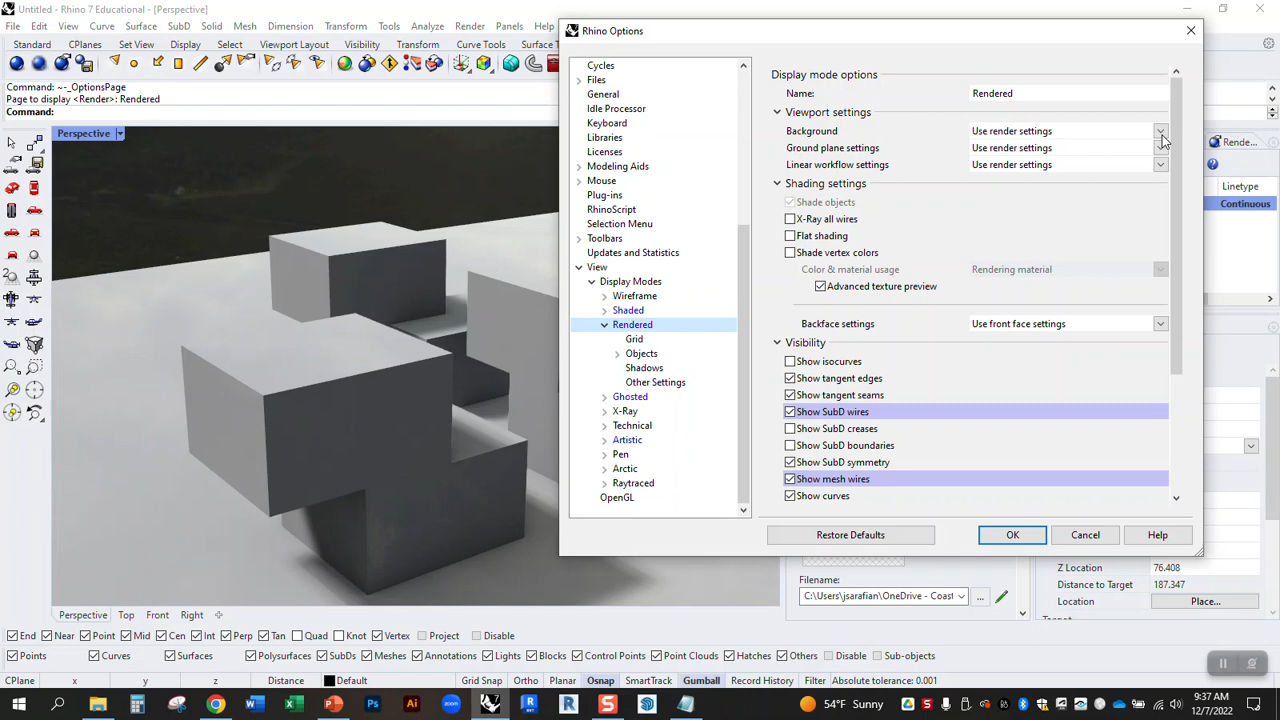 Untitled - Rhino 7 Educational - [Perspective]
File Edit View Curve Surface SubD Solid Mesh Dimension Transform Tools Analyze Render Panels Help
Standard CPlanes Set View Display Select Viewport Layout Visibility Transform Curve Tools Surface T
Command: ~-_OptionsPage
Page to display <Render>: Rendered
Command:
Perspective
Rhino Options
Cycles
Files
General
Idle Processor
Keyboard
Libraries
Licenses
Modeling Aids
Mouse
Plug-ins
RhinoScript
Selection Menu
Toolbars
Updates and Statistics
View
Display Modes
Wireframe
Shaded
Rendered
Grid
Objects
Shadows
Other Settings
Ghosted
X-Ray
Technical
Artistic
Pen
Arctic
Raytraced
OpenGL
Display mode options
Name: Rendered
Viewport settings
Background Use render settings
Ground plane settings Use render settings
Linear workflow settings Use render settings
Shading settings
Shade objects
X-Ray all wires
Flat shading
Shade vertex colors
Color & material usage Rendering material
Advanced texture preview
Backface settings Use front face settings
Visibility
Show isocurves
Show tangent edges
Show tangent seams
Show SubD wires
Show SubD creases
Show SubD boundaries
Show SubD symmetry
Show mesh wires
Show curves
Restore Defaults OK Cancel Help
Rende...
Linetype
Continuous
Z Location 76.408
Distance to Target 187.347
Location Place...
Filename:
C:\Users\jsarafian\OneDrive - Coast ...
Perspective Top Front Right
End Near Point Mid Cen Int Perp Tan Quad Knot Vertex Project Disable
Points Curves Surfaces Polysurfaces SubDs Meshes Annotations Lights Blocks Control Points Point Clouds Hatches Others Disable Sub-objects
CPlane x y z Distance Default Grid Snap Ortho Planar Osnap SmartTrack Gumball Record History Filter Absolute tolerance: 0.001
54°F Sunny
9:37 AM
12/7/2022